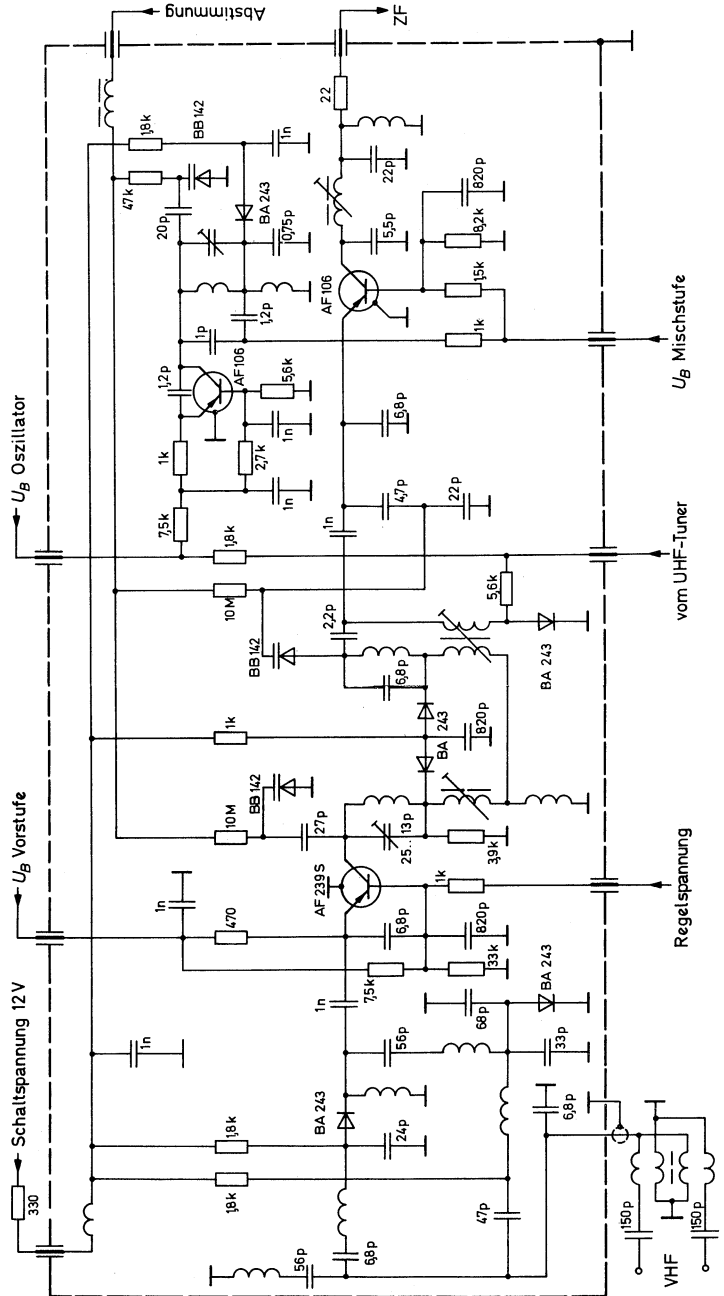 Schaltspannung 12 V
330
U_B Vorstufe
U_B Oszillator
Abstimmung
1n
1n
470
10M
BB 142
27p
1k
BB 142
10M
1,8k
7,5k
1k
1,2p
AF 106
2,7k
1n
1n
5,6k
1p
1,2p
0,75p
BA 243
20p
47k
BB 142
1,8k
1n
1,8k
1,8k
BA 243
24p
56p
6,8p
47p
1n
7,5k
56p
6,8p
AF 239 S
820p
33k
68p
33p
BA 243
1k
25...13p
3,9k
BA 243
820p
6,8p
2,2p
1n
5,6k
BA 243
4,7p
22p
6,8p
AF 106
1k
1,5k
8,2k
820p
5,5p
22p
22
ZF
6,8p
150p
150p
VHF
Regelspannung
vom UHF-Tuner
U_B Mischstufe